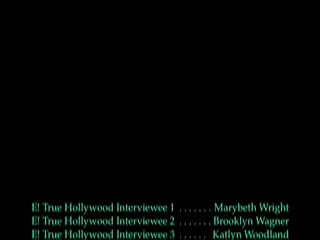 E! True Hollywood Interviewee 1 . . . . . . . Marybeth Wright
E! True Hollywood Interviewee 2 . . . . . . . Brooklyn Wagner
E! True Hollywood Interviewee 3 . . . . . . Katlyn Woodland